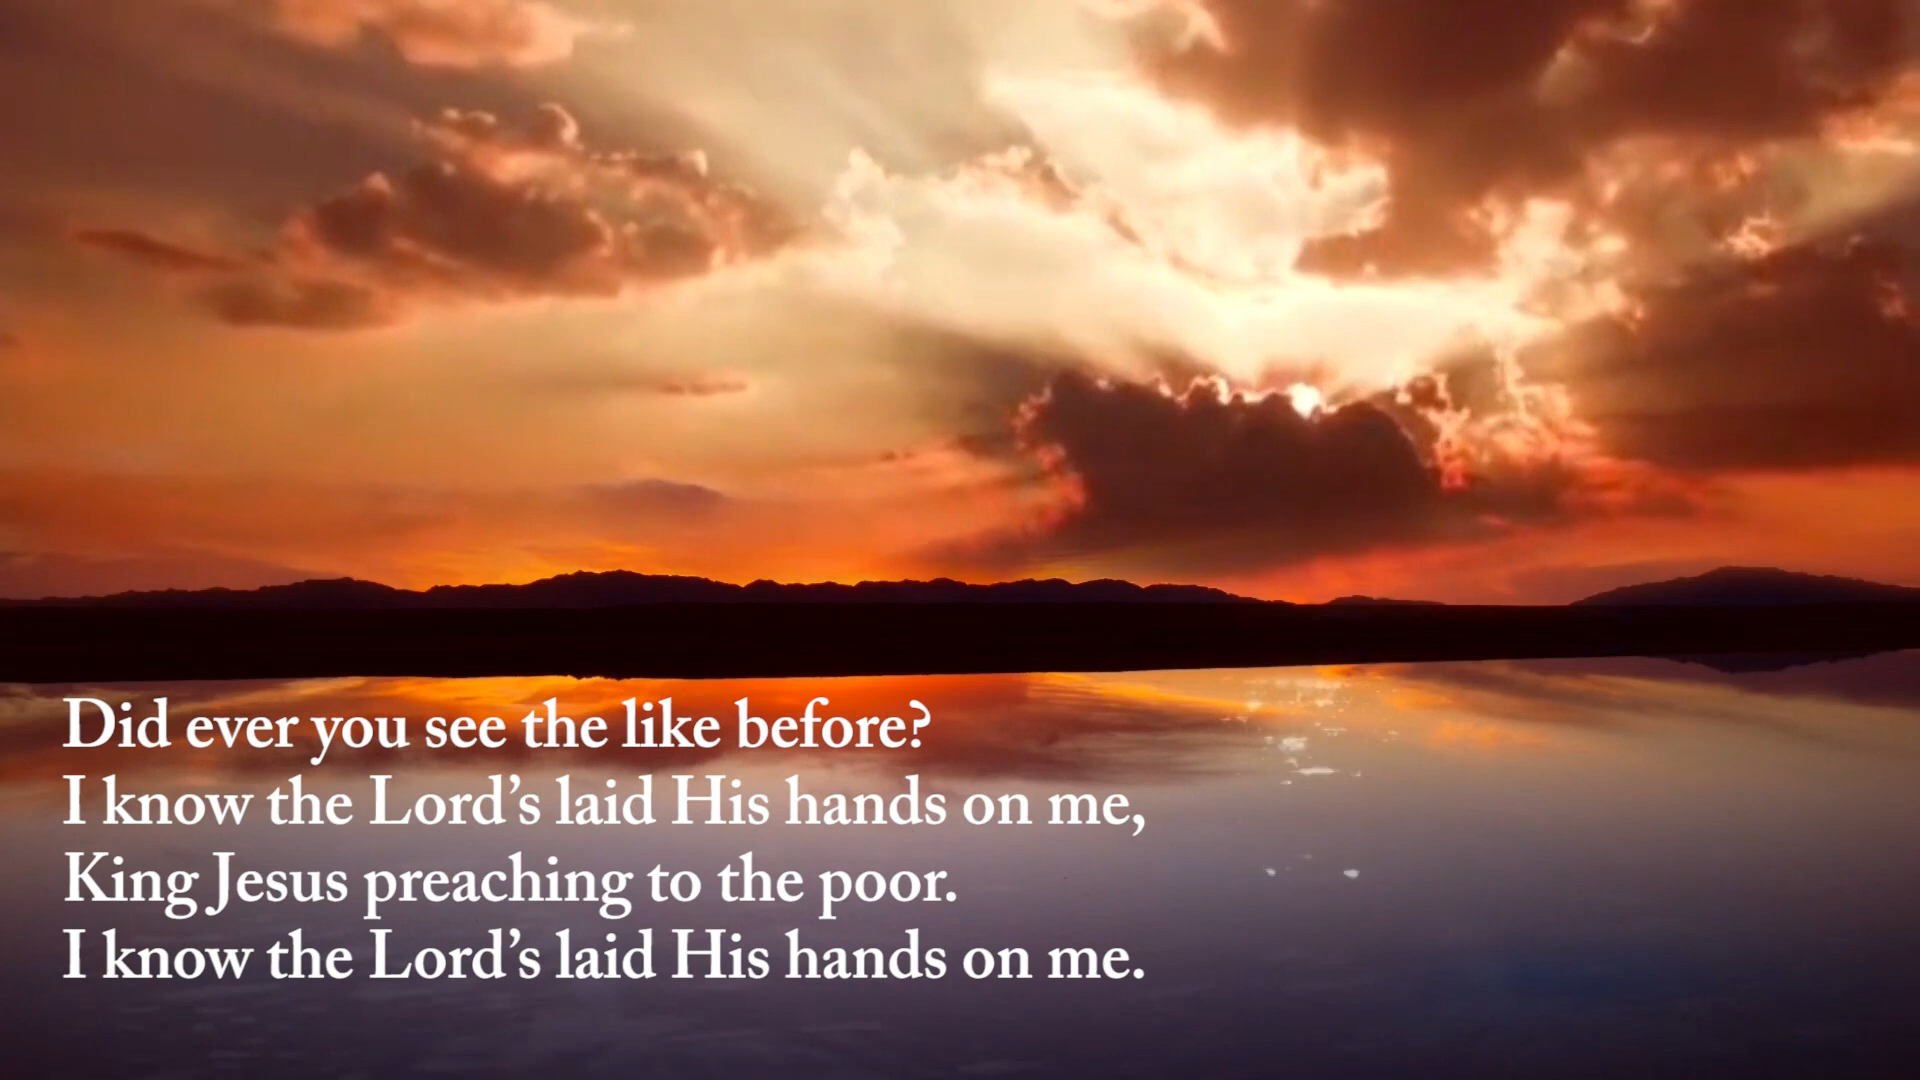 Did ever you see the like before?
I know the Lord’s laid His hands on me,
King Jesus preaching to the poor.
I know the Lord’s laid His hands on me.